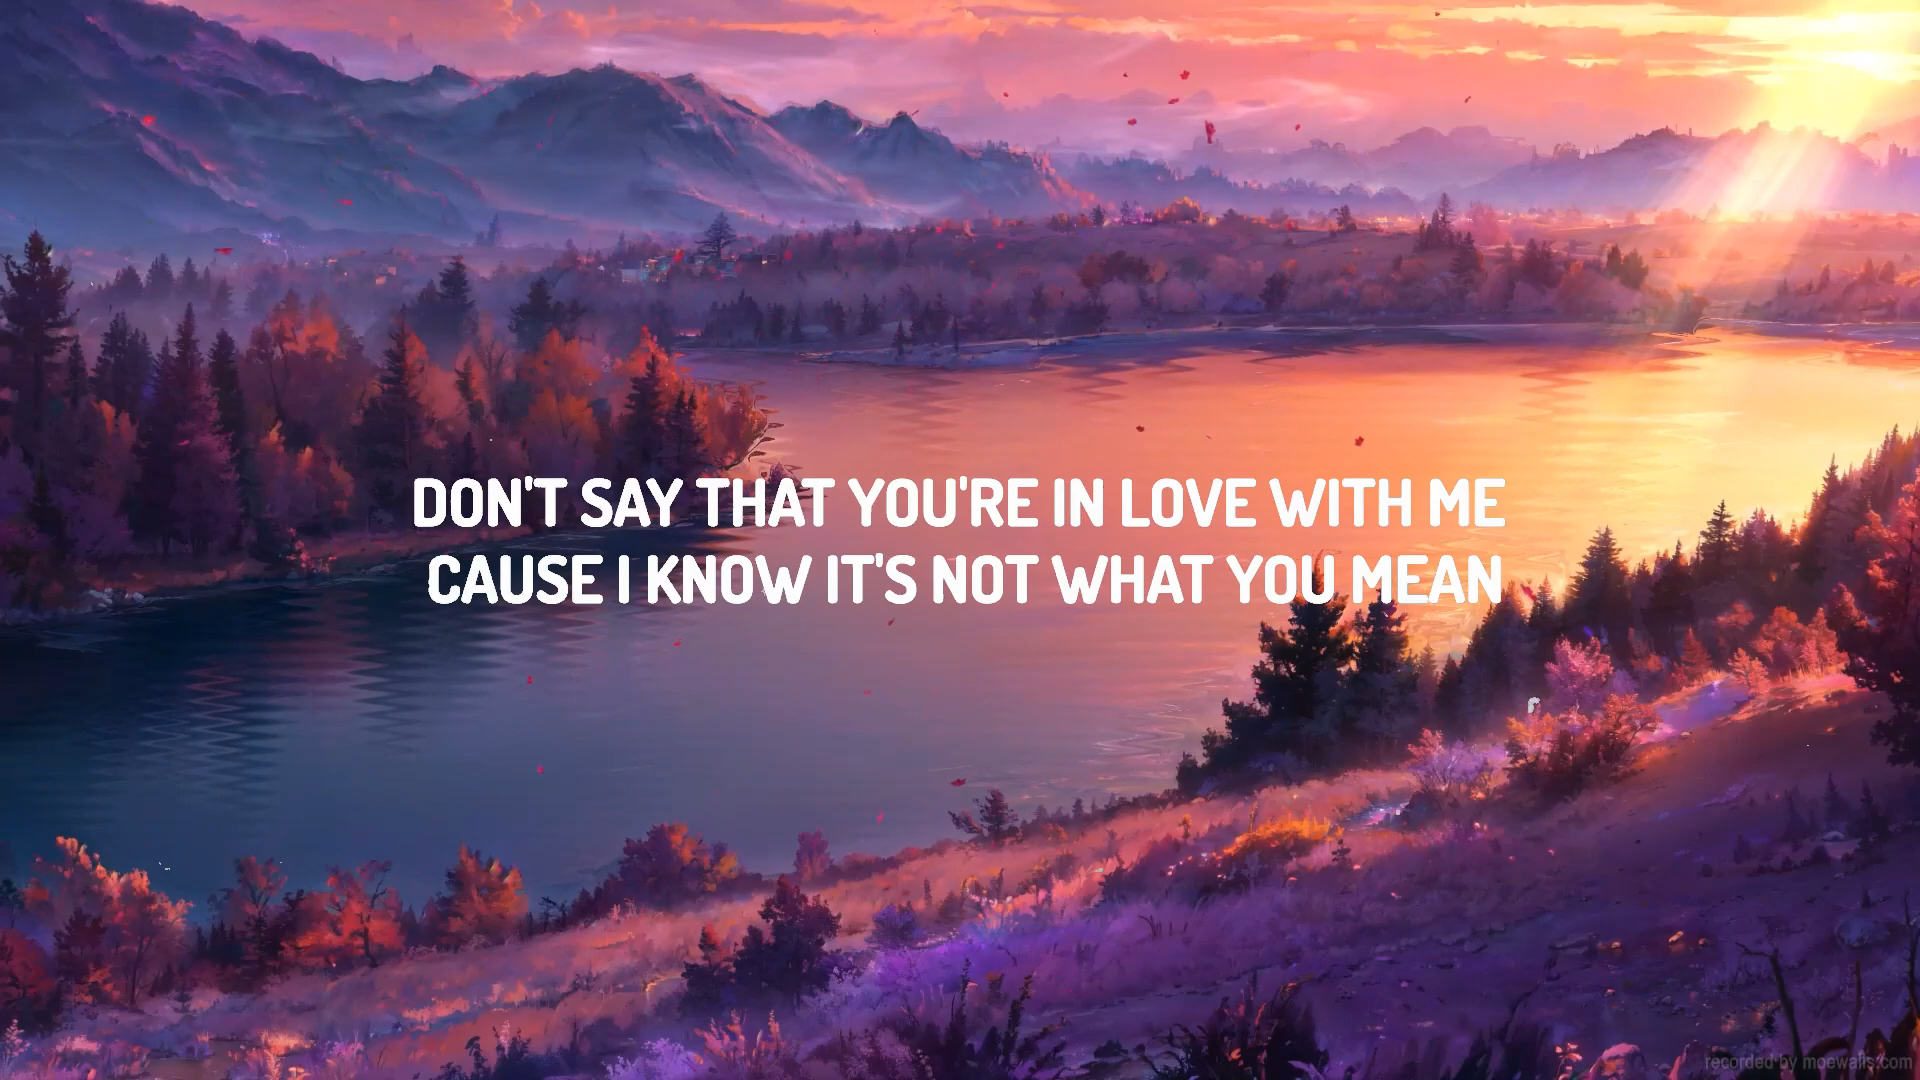 DON'T SAY THAT YOU'RE IN LOVE WITH ME
CAUSE I KNOW IT'S NOT WHAT YOU MEAN
recorded by moewalls.com